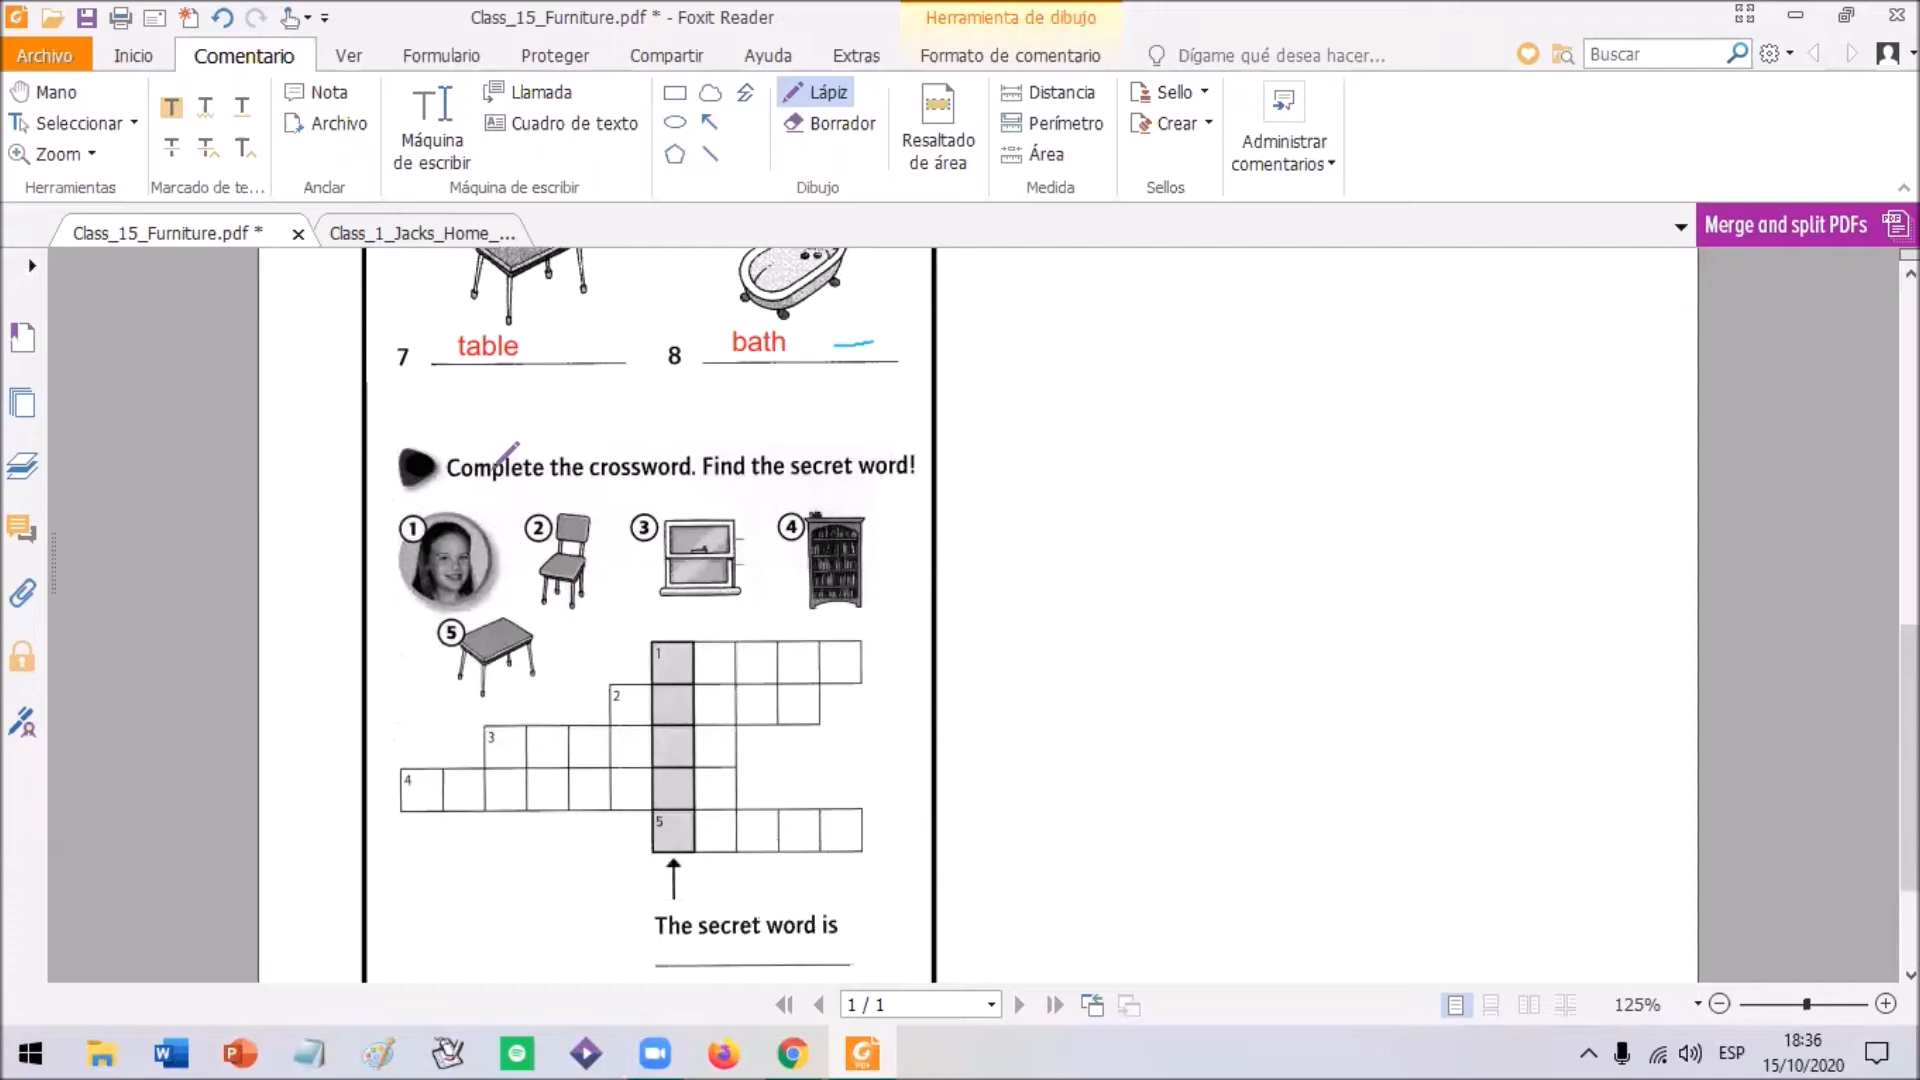 Class_15_Furniture.pdf * - Foxit Reader
Herramienta de dibujo
Archivo
Inicio
Comentario
Ver
Formulario
Proteger
Compartir
Ayuda
Extras
Formato de comentario
Dígame qué desea hacer...
Buscar
Mano
Seleccionar
Zoom
Herramientas
Marcado de te...
Nota
Archivo
Anclar
Máquina
de escribir
Llamada
Cuadro de texto
Máquina de escribir
Lápiz
Borrador
Dibujo
Resaltado
de área
Distancia
Perímetro
Área
Medida
Sello
Crear
Sellos
Administrar
comentarios
Class_15_Furniture.pdf *
Class_1_Jacks_Home_...
Merge and split PDFs
7 table
8 bath
Complete the crossword. Find the secret word!
1
2
3
4
5
1
2
3
4
5
The secret word is
1 / 1
125%
ESP
18:36
15/10/2020